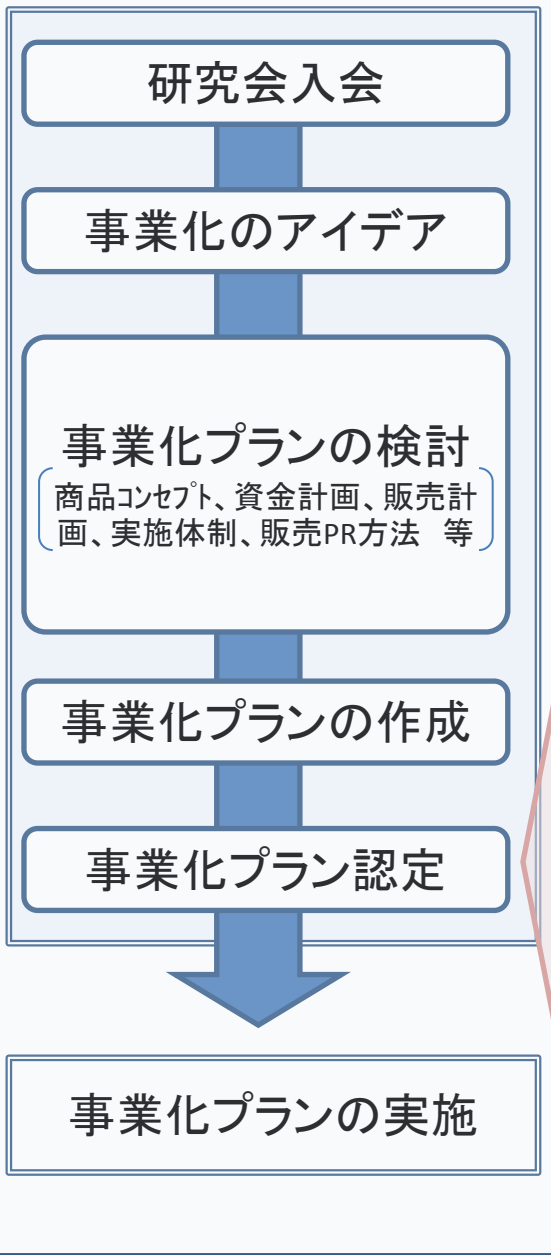 研究会入会
事業化のアイデア
事業化プランの検討
商品ｺﾝｾﾌﾟﾄ、資金計画、販売計
画、実施体制、販売PR方法　等
事業化プランの作成
事業化プラン認定
事業化プランの実施